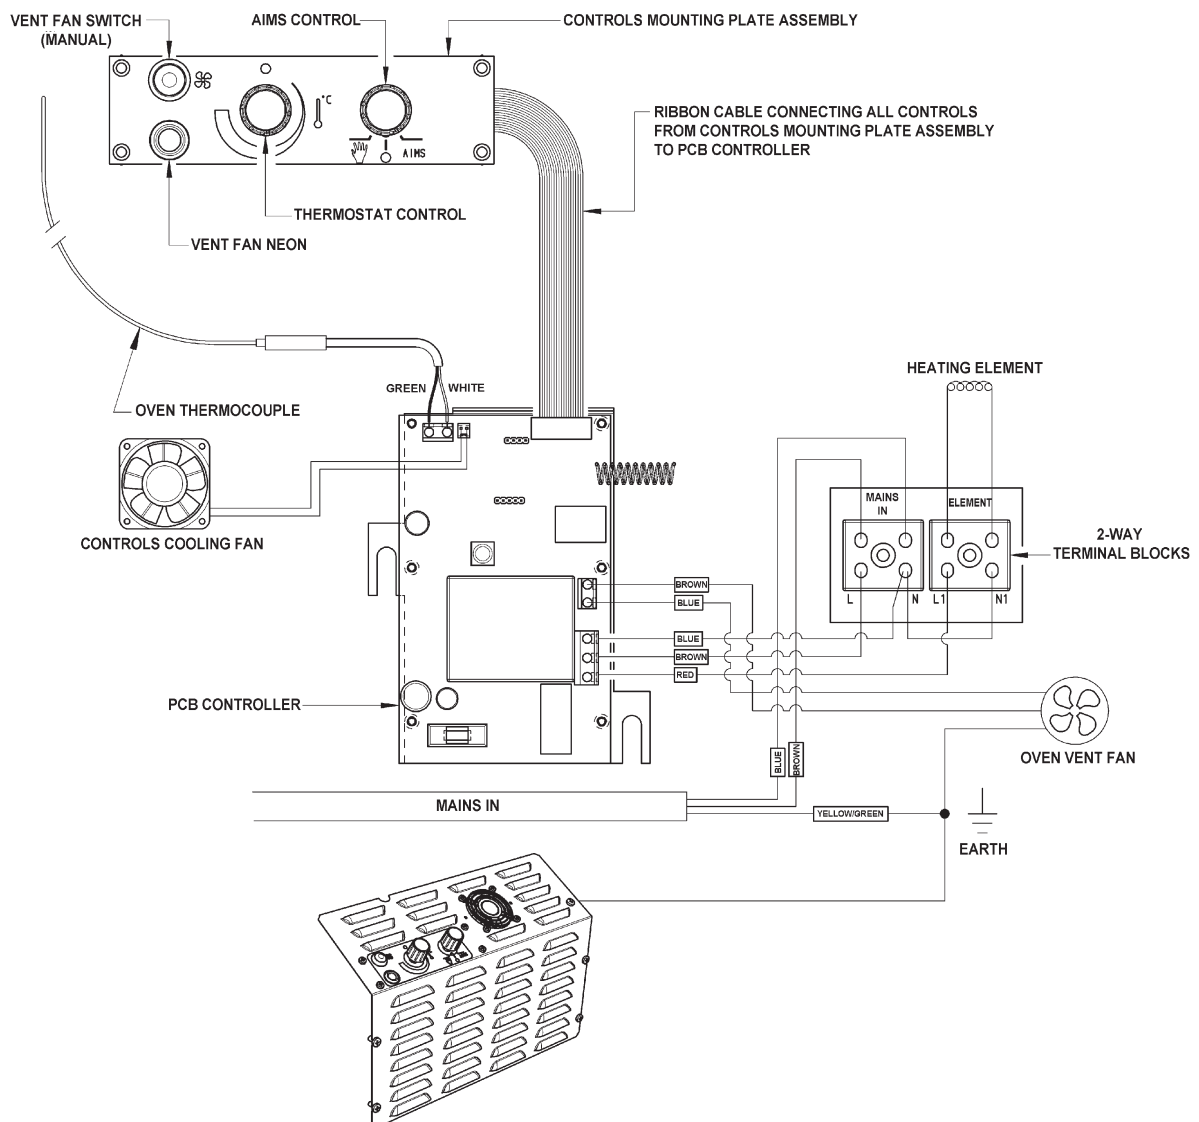 VENT FAN SWITCH
(MANUAL)
AIMS CONTROL
CONTROLS MOUNTING PLATE ASSEMBLY
°C
AIMS
RIBBON CABLE CONNECTING ALL CONTROLS
FROM CONTROLS MOUNTING PLATE ASSEMBLY
TO PCB CONTROLLER
THERMOSTAT CONTROL
VENT FAN NEON
GREEN
WHITE
OVEN THERMOCOUPLE
CONTROLS COOLING FAN
HEATING ELEMENT
MAINS
IN
ELEMENT
2-WAY
TERMINAL BLOCKS
L
N
L1
N1
BROWN
BLUE
BLUE
BROWN
RED
PCB CONTROLLER
OVEN VENT FAN
BLUE
BROWN
MAINS IN
YELLOW/GREEN
EARTH